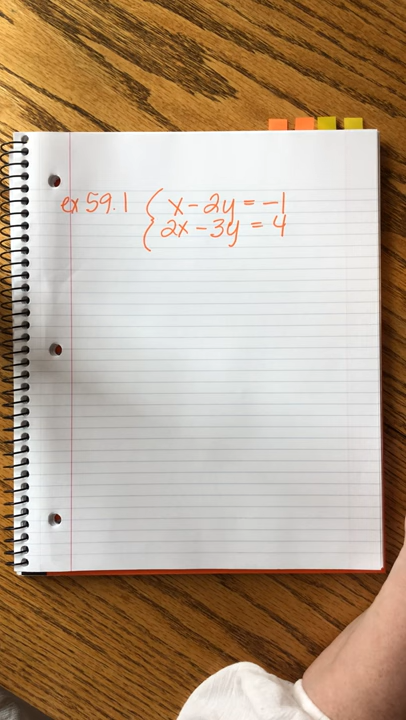 ex 59.1 { x - 2y = -1
2x - 3y = 4